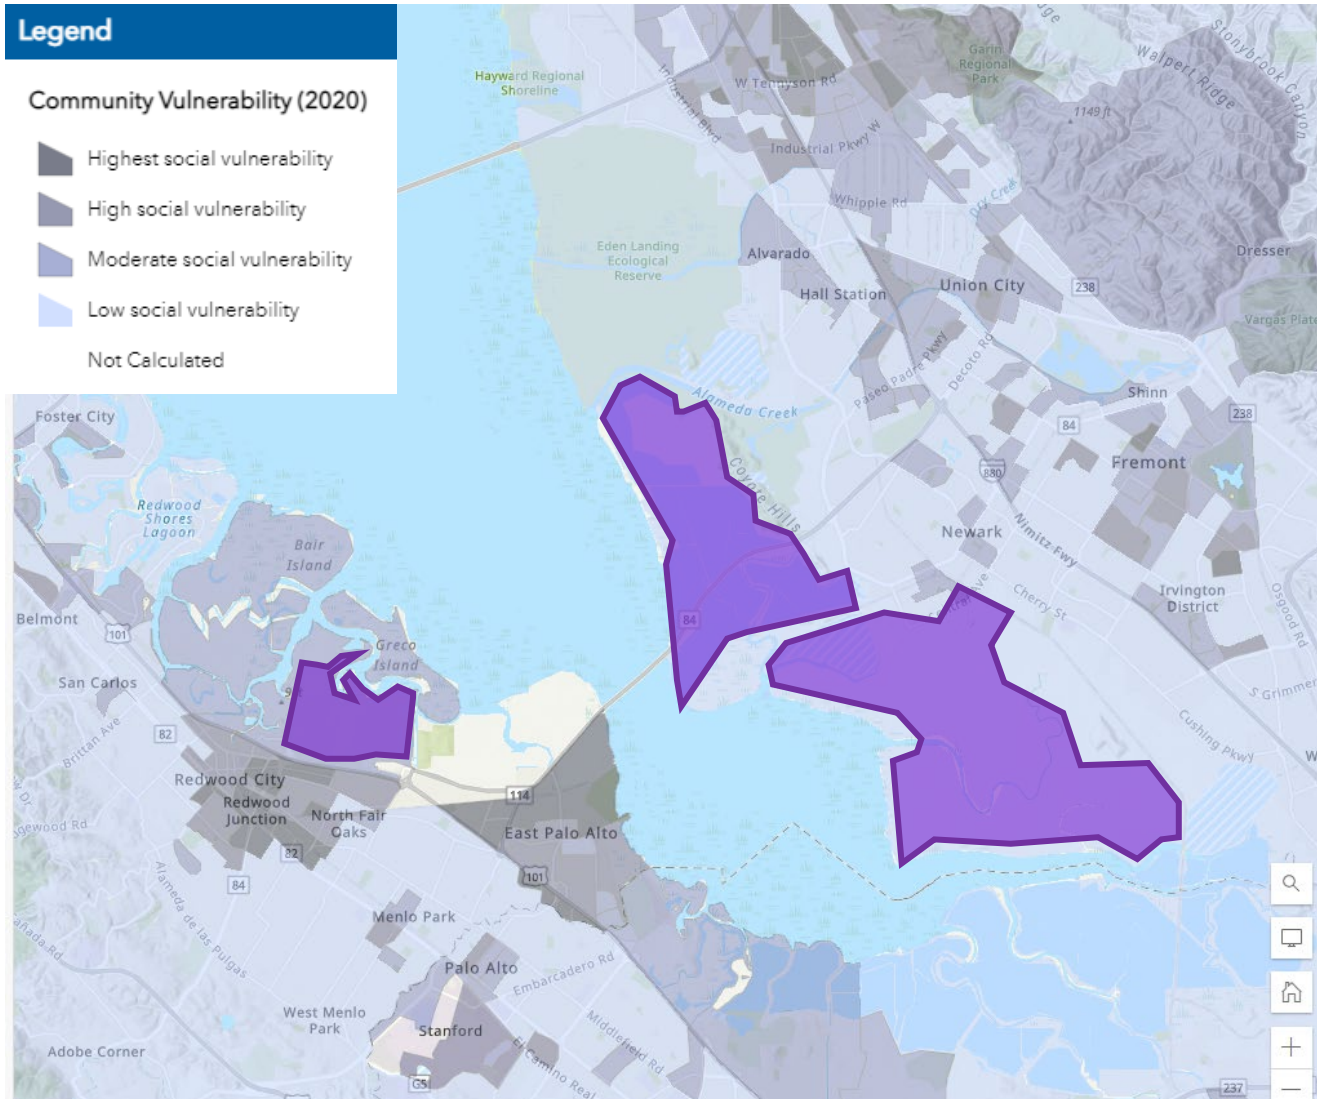 Legend
Community Vulnerability (2020)
Highest social vulnerability
High social vulnerability
Moderate social vulnerability
Low social vulnerability
Not Calculated
Hayward Regional
Shoreline
Industrial Blvd
W Tennyson Rd
Garin
Regional
Park
Walpert Ridge
Stonybrook Canyon
1149 ft
Industrial Pkwy W
Whipple Rd
Dry Creek
Eden Landing
Ecological
Reserve
Alvarado
Hall Station
Union City
238
Dresser
Vargas Plate
Foster City
Alameda Creek
Paseo Padre Pkwy
Decoto Rd
Shinn
238
84
Fremont
880
Coyote Hills
Redwood
Shores
Lagoon
Bair
Island
Newark
Nimitz Fwy
Cherry St
Central Ave
Irvington
District
Osgood Rd
Belmont
101
84
Greco
Island
San Carlos
S Grimmer
Brittan Ave
82
Cushing Pkwy
W
Redwood City
Redwood
Junction
North Fair
Oaks
114
East Palo Alto
82
101
84
Alameda de las Pulgas
Menlo Park
Palo Alto
Embarcadero Rd
West Menlo
Park
Stanford
Middlefield Rd
El Camino Real
Adobe Corner
G5
237